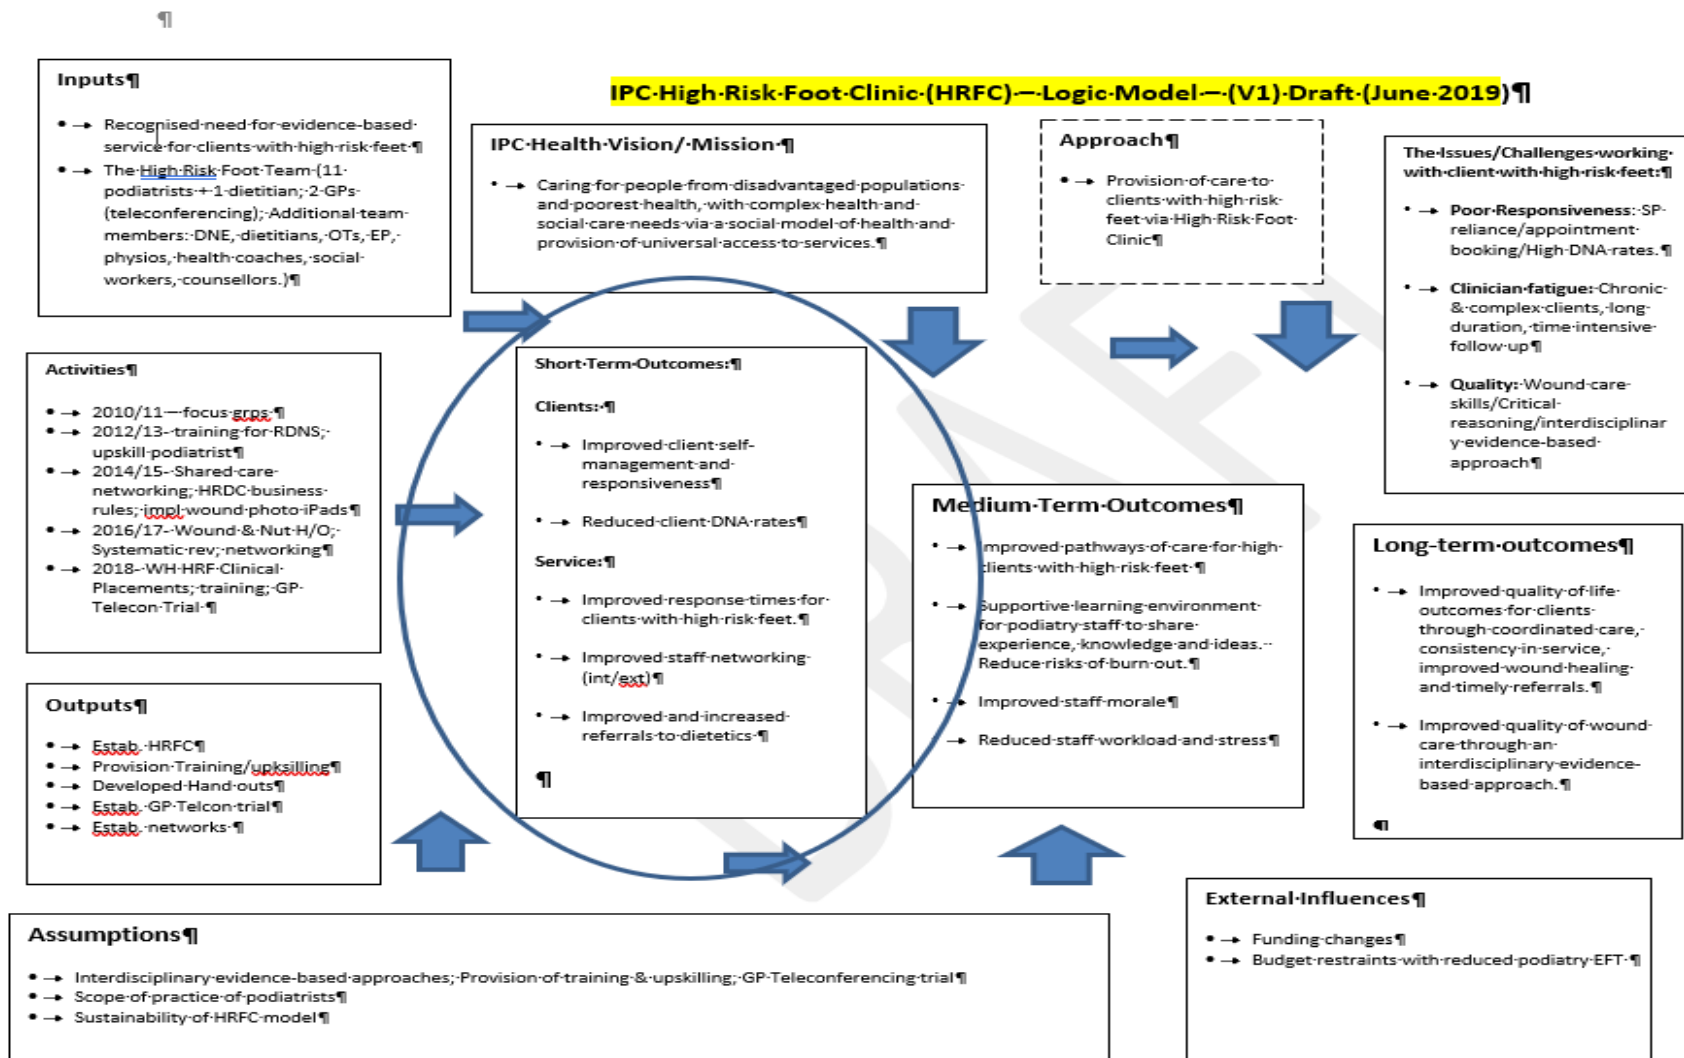 ¶
IPC·High·Risk·Foot·Clinic·(HRFC)·–·Logic·Model·–·(V1)·Draft·(June·2019)¶
Inputs¶
• → Recognised·need·for·evidence-based·
service·for·clients·with·high·risk·feet·¶
• → The·High·Risk·Foot·Team·(11·
podiatrists·+·1·dietitian;·2·GPs·
(teleconferencing);·Additional·team·
members:·DNE,·dietitians,·OTs,·EP,·
physios,·health·coaches,·social·
workers,·counsellors.)¶
IPC·Health·Vision/·Mission·¶
• → Caring·for·people·from·disadvantaged·populations·
and·poorest·health,·with·complex·health·and·
social·care·needs·via·a·social·model·of·health·and·
provision·of·universal·access·to·services.¶
Approach¶
• → Provision·of·care·to·
clients·with·high·risk·
feet·via·High·Risk·Foot·
Clinic¶
The·Issues/Challenges·working·
with·client·with·high·risk·feet:¶
• → Poor·Responsiveness:·SP·
reliance/appointment·
booking/High·DNA·rates.¶
• → Clinician·fatigue:·Chronic·
&·complex·clients,·long·
duration,·time·intensive·
follow·up¶
• → Quality:·Wound·care·
skills/Critical·
reasoning/interdisciplinar
y·evidence-based·
approach¶
Activities¶
• → 2010/11·–·focus·grps·¶
• → 2012/13-·training·for·RDNS;·
upskill·podiatrist¶
• → 2014/15-·Shared·care·
networking;·HRDC·business·
rules;·impl·wound·photo·iPads¶
• → 2016/17-·Wound·&·Nut·H/O;·
Systematic·rev;·networking¶
• → 2018-·WH·HRF·Clinical·
Placements;·training;·GP·
Telecon·Trial·¶
Short·Term·Outcomes:¶
Clients:·¶
• → Improved·client·self-
management·and·
responsiveness¶
• → Reduced·client·DNA·rates¶
Service:¶
• → Improved·response·times·for·
clients·with·high·risk·feet.¶
• → Improved·staff·networking·
(int/ext)¶
• → Improved·and·increased·
referrals·to·dietetics·¶
¶
Medium·Term·Outcomes¶
• → Improved·pathways·of·care·for·high·
clients·with·high·risk·feet·¶
• → Supportive·learning·environment·
for·podiatry·staff·to·share·
experience,·knowledge·and·ideas.··
Reduce·risks·of·burn·out.¶
• → Improved·staff·morale¶
• → Reduced·staff·workload·and·stress¶
Long-term·outcomes¶
• → Improved·quality·of·life·
outcomes·for·clients·
through·coordinated·care,·
consistency·in·service,·
improved·wound·healing·
and·timely·referrals.¶
• → Improved·quality·of·wound·
care·through·an·
interdisciplinary·evidence-
based·approach.¶
¶
Outputs¶
• → Estab.·HRFC¶
• → Provision·Training/upksilling¶
• → Developed·Hand·outs¶
• → Estab.·GP·Telcon·trial¶
• → Estab.·networks·¶
Assumptions¶
• → Interdisciplinary·evidence-based·approaches;·Provision·of·training·&·upskilling;·GP·Teleconferencing·trial¶
• → Scope·of·practice·of·podiatrists¶
• → Sustainability·of·HRFC·model¶
External·Influences¶
• → Funding·changes¶
• → Budget·restraints·with·reduced·podiatry·EFT·¶
DRAFT